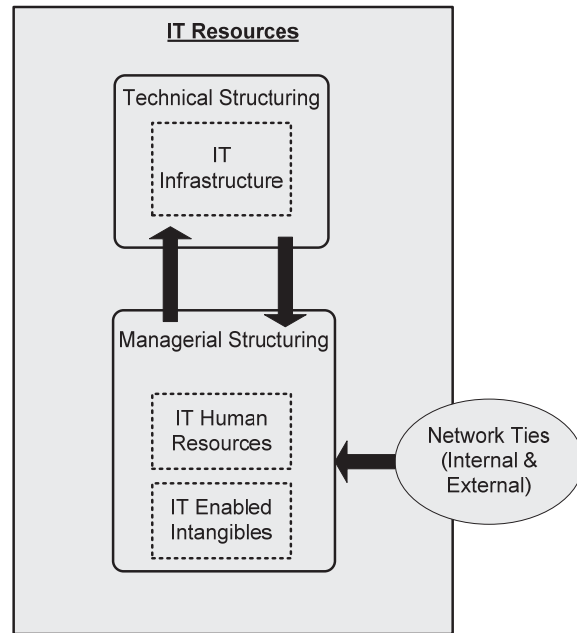 IT Resources
Technical Structuring
IT
Infrastructure
Managerial Structuring
IT Human
Resources
IT Enabled
Intangibles
Network Ties
(Internal &
External)